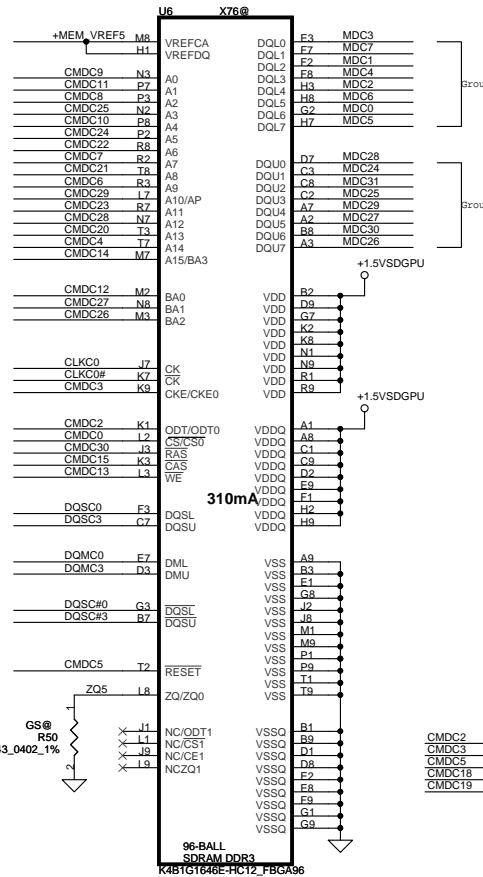 U6 X76@
+MEM_VREF5 M8 VREFCA E3 MDC3
H1 VREFDQ
DQL0
DQL1 F7 MDC7
DQL2 F2 MDC1
DQL3 F8 MDC4
DQL4 H3 MDC2
DQL5 H8 MDC6
DQL6 G2 MDC0
DQL7 H7 MDC5
Grou
CMDC9 N3 A0
CMDC11 P7 A1
CMDC8 P3 A2
CMDC25 N2 A3
CMDC10 P8 A4
CMDC24 P2 A5
CMDC22 R8 A6
CMDC7 R2 A7
CMDC21 T8 A8
CMDC6 R3 A9
CMDC29 L7 A10/AP
CMDC23 R7 A11
CMDC28 N7 A12
CMDC20 T3 A13
CMDC4 T7 A14
CMDC14 M7 A15/BA3
DQU0 D7 MDC28
DQU1 C3 MDC24
DQU2 C8 MDC31
DQU3 C2 MDC25
DQU4 A7 MDC29
DQU5 A2 MDC27
DQU6 B8 MDC30
DQU7 A3 MDC26
Grou
+1.5VSDGPU
CMDC12 M2 BA0
CMDC27 N8 BA1
CMDC26 M3 BA2
VDD B2
VDD D9
VDD G7
VDD K2
VDD K8
VDD N1
VDD N9
VDD R1
VDD R9
CLKC0 J7 CK
CLKC0# K7 CK
CMDC3 K9 CKE/CKE0
+1.5VSDGPU
CMDC2 K1 ODT/ODT0
CMDC0 L2 CS/CS0
CMDC30 J3 RAS
CMDC15 K3 CAS
CMDC13 L3 WE
VDDQ A1
VDDQ A8
VDDQ C1
VDDQ C9
VDDQ D2
VDDQ E9
VDDQ F1
VDDQ H2
VDDQ H9
310mA
DQSC0 F3 DQSL
DQSC3 C7 DQSU
DQMC0 E7 DML
DQMC3 D3 DMU
VSS A9
VSS B3
VSS E1
VSS G8
VSS J2
VSS J8
VSS M1
VSS M9
VSS P1
VSS P9
VSS T1
VSS T9
DQSC#0 G3 DQSL
DQSC#3 B7 DQSU
CMDC5 T2 RESET
ZQ5 L8 ZQ/ZQ0
1
GS@
R50
43_0402_1%
2
J1 NC/ODT1
L1 NC/CS1
J9 NC/CE1
L9 NCZQ1
VSSQ B1
VSSQ B9
VSSQ D1
VSSQ D8
VSSQ E2
VSSQ E8
VSSQ F9
VSSQ G1
VSSQ G9
CMDC2
CMDC3
CMDC5
CMDC18
CMDC19
96-BALL
SDRAM DDR3
K4B1G1646E-HC12_FBGA96